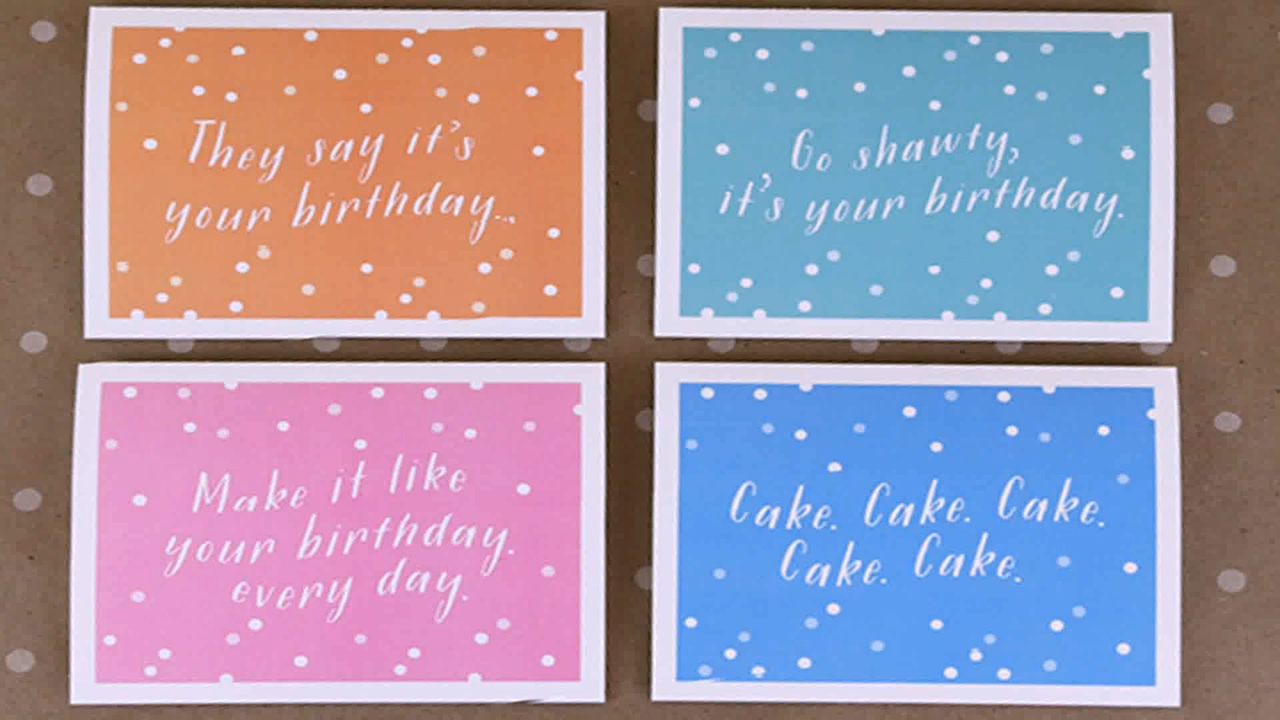 They say it's
your birthday...
Go shawty,
it's your birthday.
Make it like
your birthday.
every day.
Cake. Cake. Cake.
Cake. Cake.